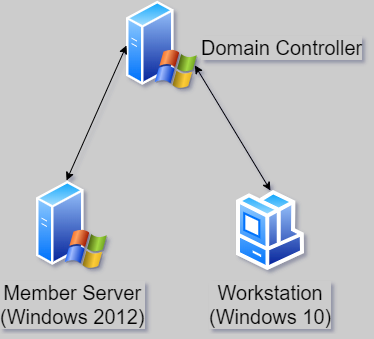 Domain Controller
Member Server
(Windows 2012)
Workstation
(Windows 10)